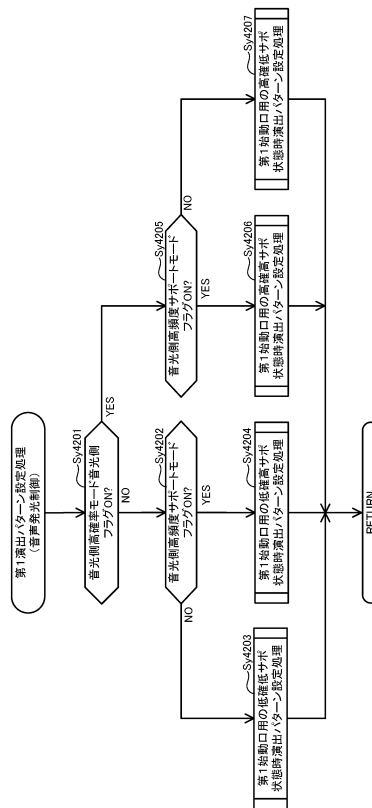 第1演出パターン設定処理
(音声発光制御)
Sy4201
音光側高確率モード音光側
フラグON?
YES
NO
Sy4202
音光側高頻度サポートモード
フラグON?
NO
YES
Sy4205
音光側高頻度サポートモード
フラグON?
NO
YES
Sy4203
第1始動口用の低確低サポ
状態時演出パターン設定処理
Sy4204
第1始動口用の低確高サポ
状態時演出パターン設定処理
Sy4206
第1始動口用の高確高サポ
状態時演出パターン設定処理
Sy4207
第1始動口用の高確低サポ
状態時演出パターン設定処理
RETURN